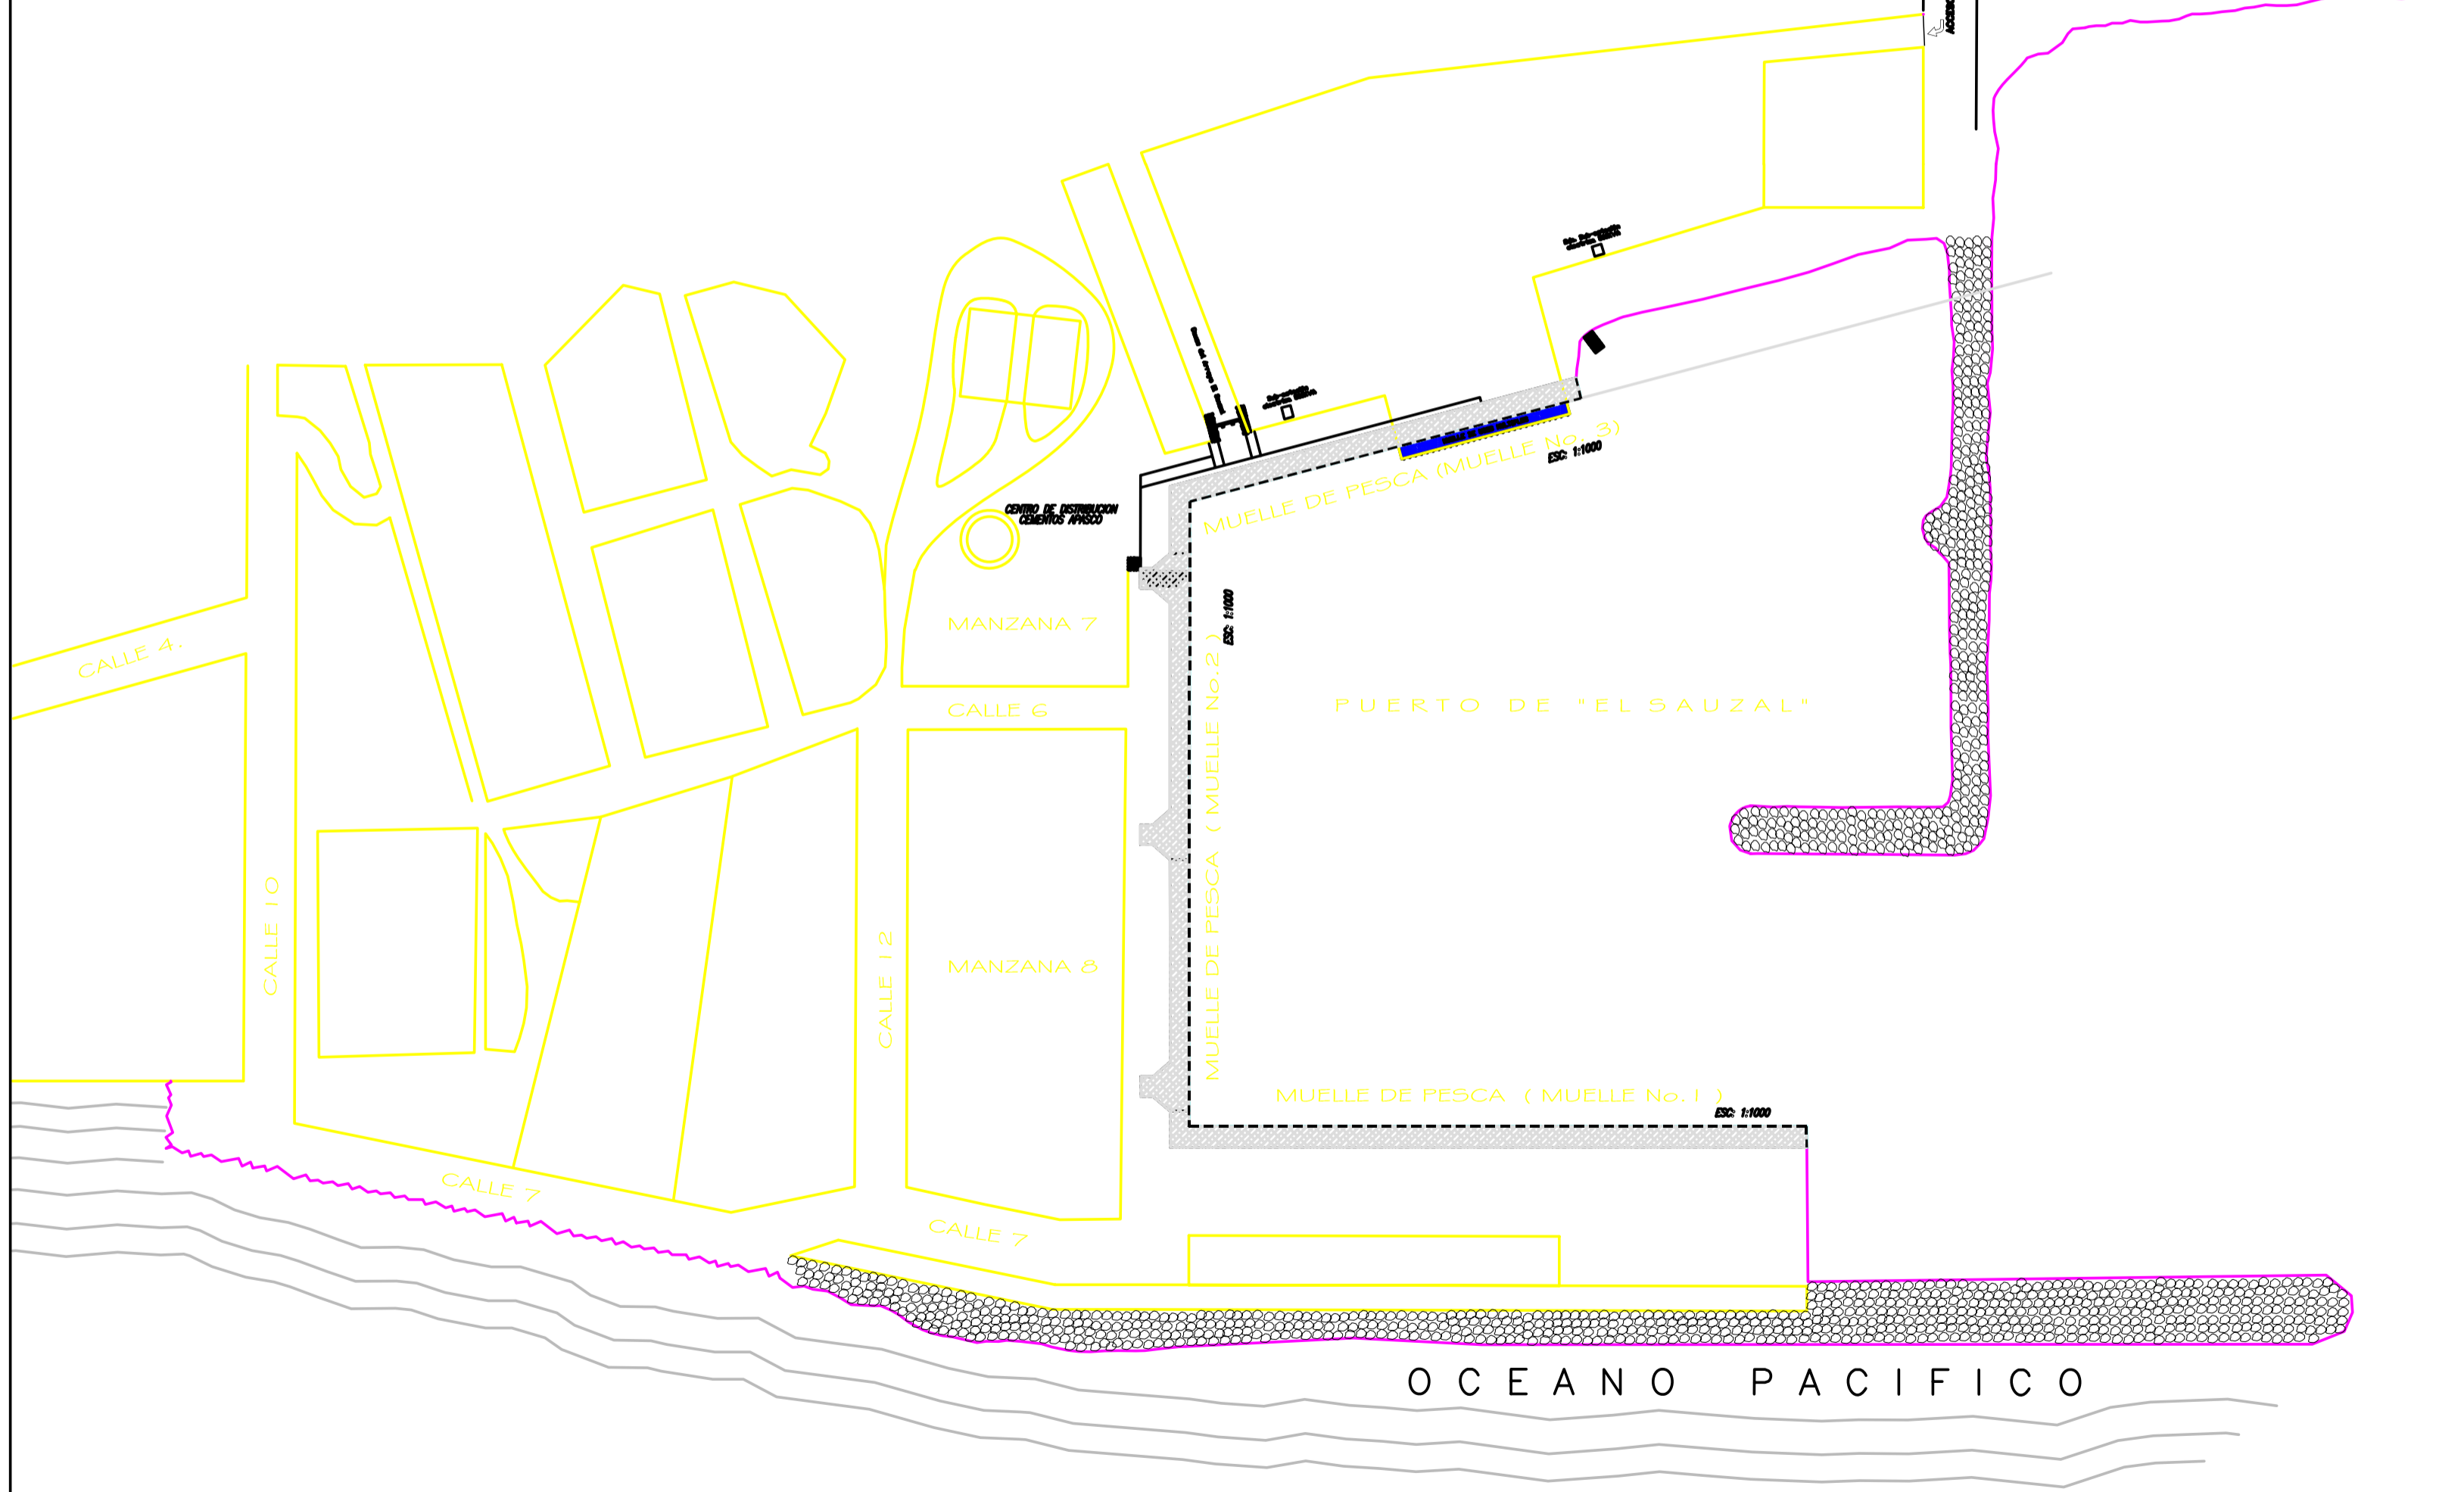 ACCESO
MUELLE DE PESCA (MUELLE No. 3)
ESC: 1:1000
CENTRO DE DISTRIBUCION
CEMENTOS APASCO
ESC: 1:1000
MANZANA 7
CALLE 4.
CALLE 6
MUELLE DE PESCA ( MUELLE No.2 )
PUERTO DE "EL SAUZAL"
CALLE 10
CALLE 12
MANZANA 8
MUELLE DE PESCA ( MUELLE No.1 )
ESC: 1:1000
CALLE 7
CALLE 7
OCEANO PACIFICO